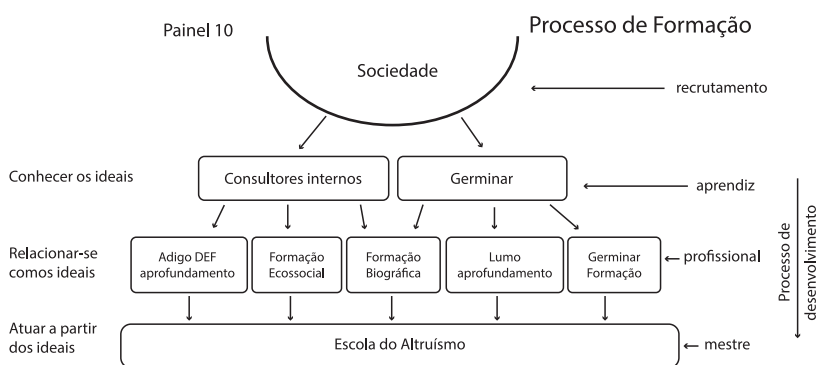 Painel 10
Processo de Formação
Sociedade
recrutamento
Conhecer os ideais
Consultores internos
Germinar
aprendiz
Relacionar-se
comos ideais
Adigo DEF
aprofundamento
Formação
Ecossocial
Formação
Biográfica
Lumo
aprofundamento
Germinar
Formação
profissional
Processo de
desenvolvimento
Atuar a partir
dos ideais
Escola do Altruísmo
mestre